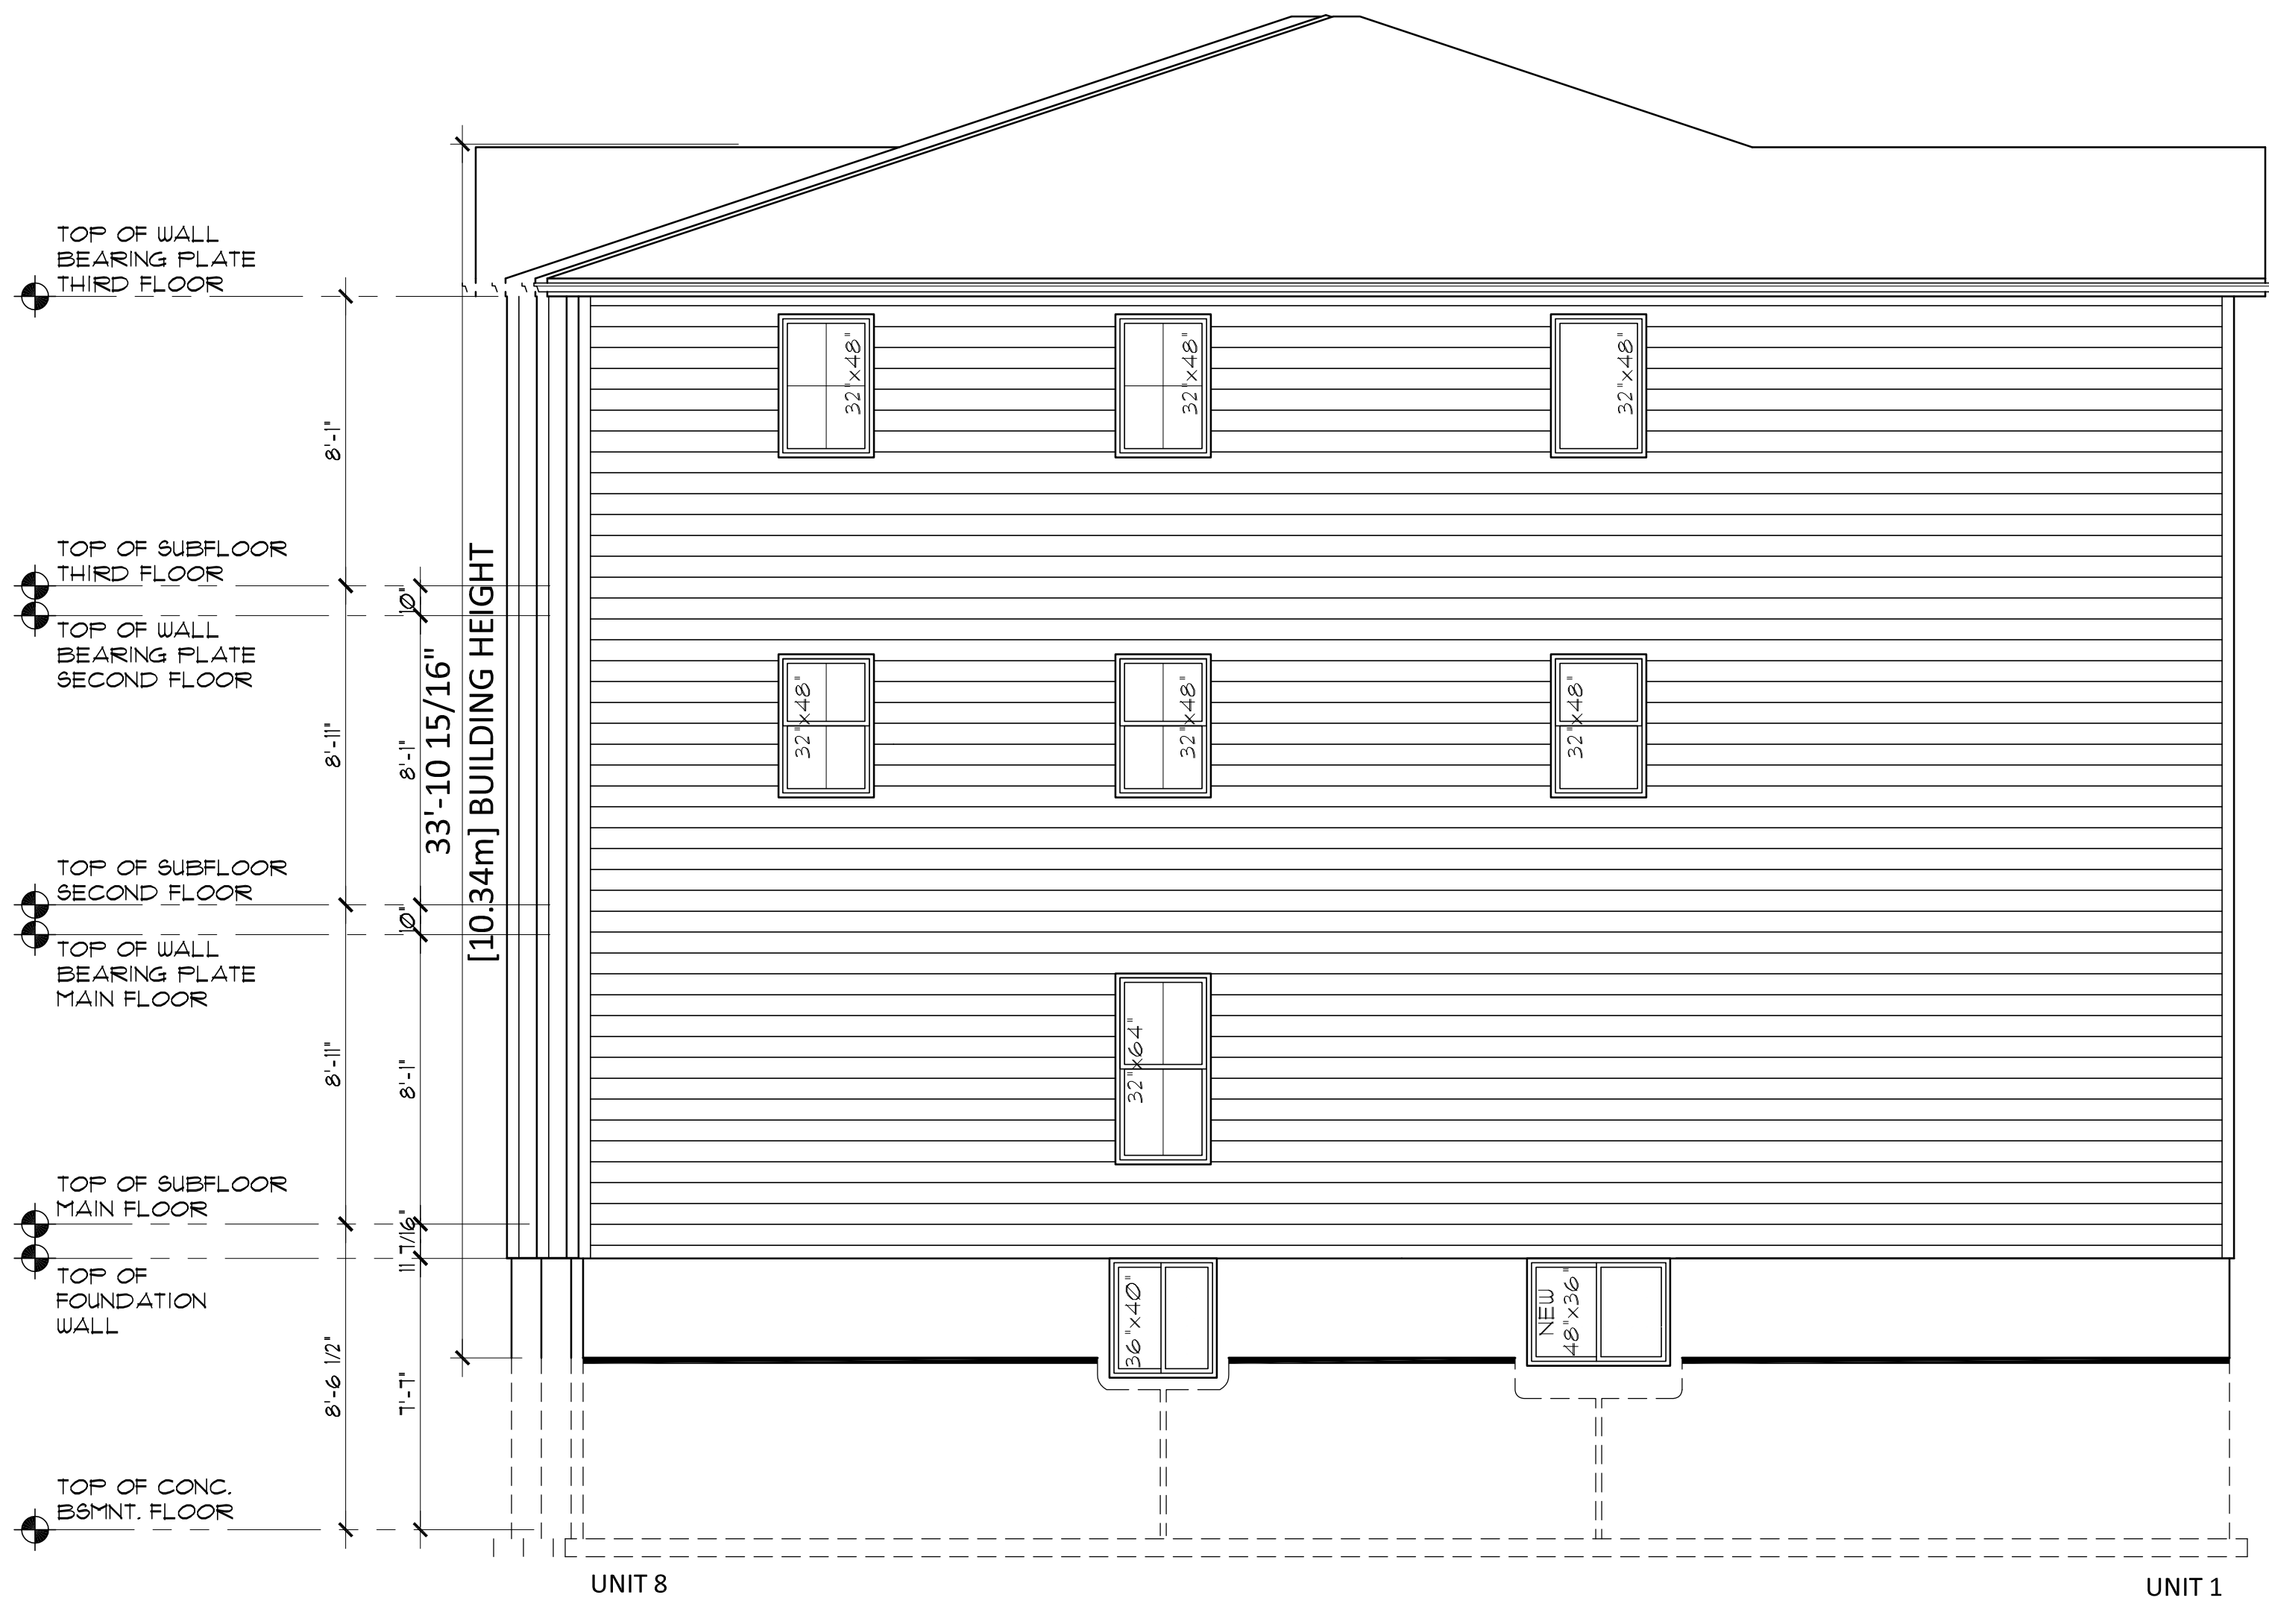 TOP OF WALL
BEARING PLATE
THIRD FLOOR
TOP OF SUBFLOOR
THIRD FLOOR
TOP OF WALL
BEARING PLATE
SECOND FLOOR
TOP OF SUBFLOOR
SECOND FLOOR
TOP OF WALL
BEARING PLATE
MAIN FLOOR
TOP OF SUBFLOOR
MAIN FLOOR
TOP OF
FOUNDATION
WALL
TOP OF CONC.
BSMNT. FLOOR
8'-1"
8'-11"
8'-11"
8'-6 1/2"
10"
8'-1"
10"
8'-1"
11 7/16"
7'-7"
33'-10 15/16"
[10.34m] BUILDING HEIGHT
32"x48"
32"x48"
32"x48"
32"x48"
32"x48"
32"x48"
32"x64"
36"x40"
NEW
48"x36"
UNIT 8
UNIT 1